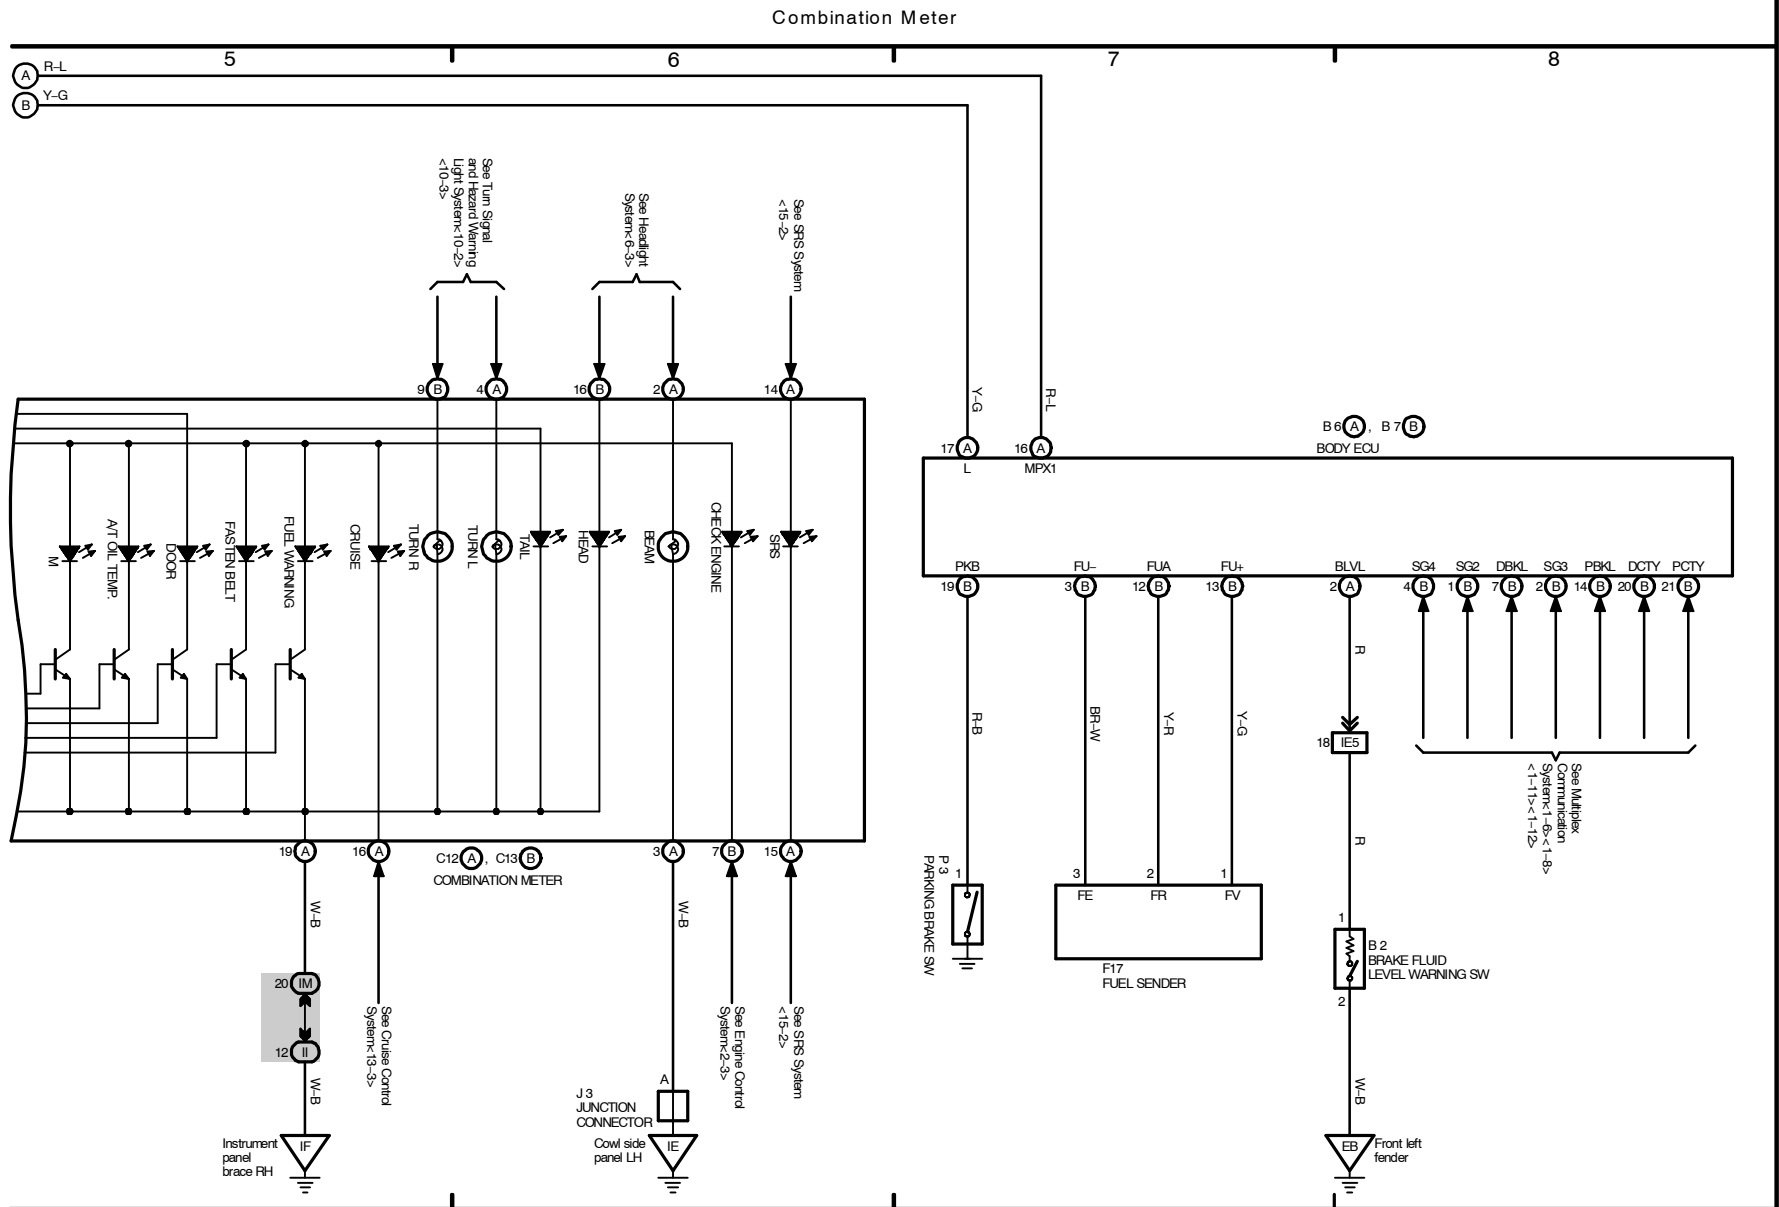 Combination Meter
5
6
7
8
A
R–L
B
Y–G
See Turn Signal
and Hazard Warning
Light System<10–2>
<10–3>
See Headlight
System<6–3>
See SRS System
<15–2>
9 B
4 A
16 B
2 A
14 A
Y–G
R–L
17 A
16 A
B 6 A , B 7 B
BODY ECU
L
MPX1
M
A/T OIL TEMP.
DOOR
FASTEN BELT
FUEL WARNING
CRUISE
TURN R
TURN L
TAIL
HEAD
BEAM
CHECK ENGINE
SRS
PKB
FU–
FUA
FU+
BLVL
SG4
SG2
DBKL
SG3
PBKL
DCTY
PCTY
19 B
3 B
12 B
13 B
2 A
4 B
1 B
7 B
2 B
14 B
20 B
21 B
R–B
BR–W
Y–R
Y–G
R
18 IE5
See Multiplex
Communication
System<1–6><1–8>
<1–11><1–12>
R
19 A
16 A
C12 A , C13 B
COMBINATION METER
3 A
7 B
15 A
W–B
W–B
P 3
PARKING BRAKE SW
1
3
2
1
FE
FR
FV
F17
FUEL SENDER
1
B 2
BRAKE FLUID
LEVEL WARNING SW
2
20 IM
12 II
W–B
See Cruise Control
System<13–3>
See Engine Control
System<2–3>
See SRS System
<15–2>
A
J 3
JUNCTION
CONNECTOR
W–B
Instrument
panel
brace RH
IF
Cowl side
panel LH
IE
EB
Front left
fender